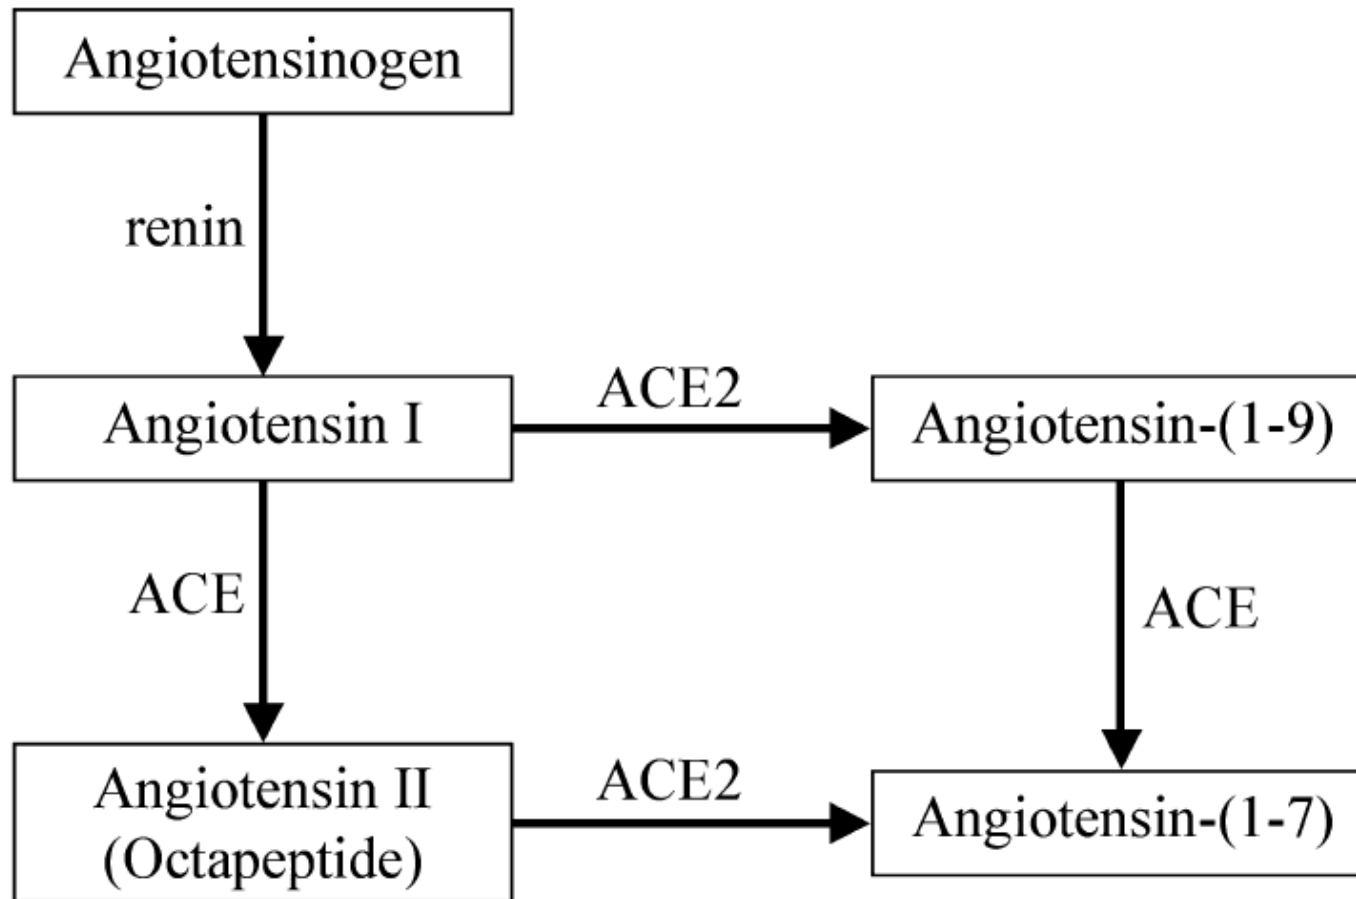 Angiotensinogen
renin
Angiotensin I
ACE2
Angiotensin-(1-9)
ACE
ACE
Angiotensin II
(Octapeptide)
ACE2
Angiotensin-(1-7)